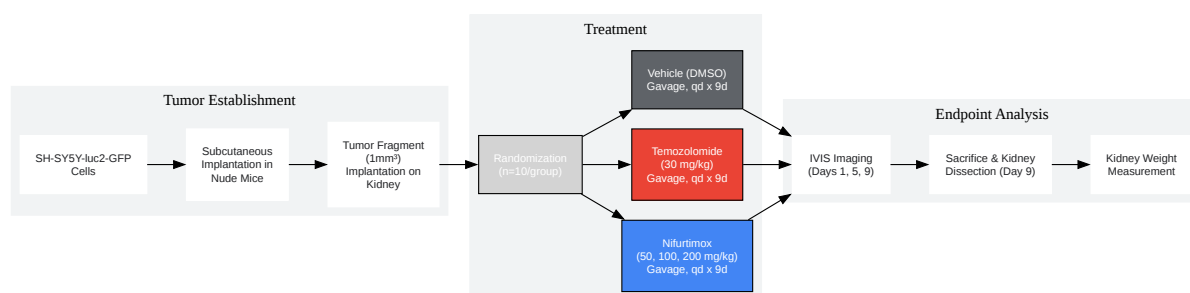 Tumor Establishment
SH-SY5Y-luc2-GFP
Cells
Subcutaneous
Implantation in
Nude Mice
Tumor Fragment
(1mm³)
Implantation on
Kidney
Treatment
Randomization
(n=10/group)
Vehicle (DMSO)
Gavage, qd x 9d
Temozolomide
(30 mg/kg)
Gavage, qd x 9d
Nifurtimox
(50, 100, 200 mg/kg)
Gavage, qd x 9d
Endpoint Analysis
IVIS Imaging
(Days 1, 5, 9)
Sacrifice & Kidney
Dissection (Day 9)
Kidney Weight
Measurement